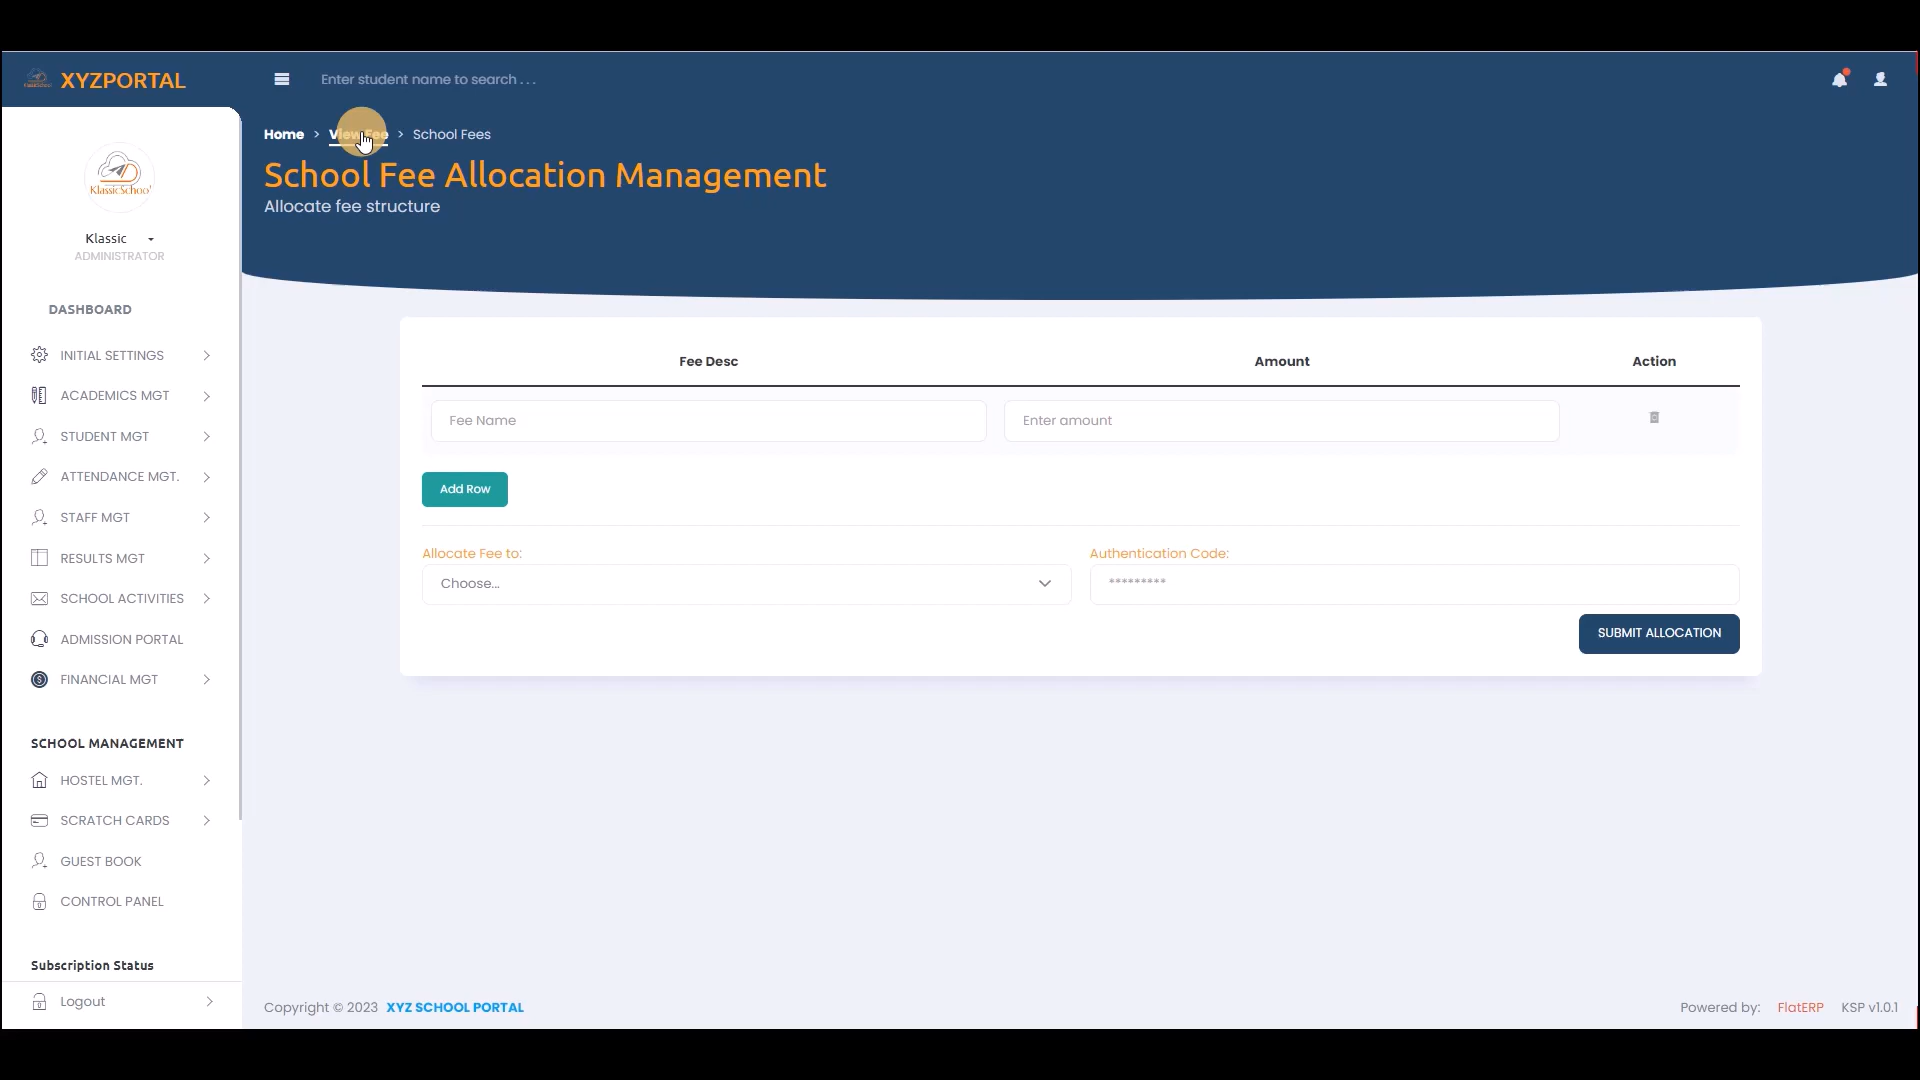 XYZPORTAL
Enter student name to search . . .
Home > View Fee > School Fees
School Fee Allocation Management
Allocate fee structure
KlassicSchool
Klassic
ADMINISTRATOR
DASHBOARD
INITIAL SETTINGS
ACADEMICS MGT
STUDENT MGT
ATTENDANCE MGT.
STAFF MGT
RESULTS MGT
SCHOOL ACTIVITIES
ADMISSION PORTAL
FINANCIAL MGT
SCHOOL MANAGEMENT
HOSTEL MGT.
SCRATCH CARDS
GUEST BOOK
CONTROL PANEL
Subscription Status
Logout
Fee Desc Amount Action
Fee Name Enter amount
Add Row
Allocate Fee to: Authentication Code:
Choose... *********
SUBMIT ALLOCATION
Copyright © 2023 XYZ SCHOOL PORTAL
Powered by: FlatERP KSP v1.0.1